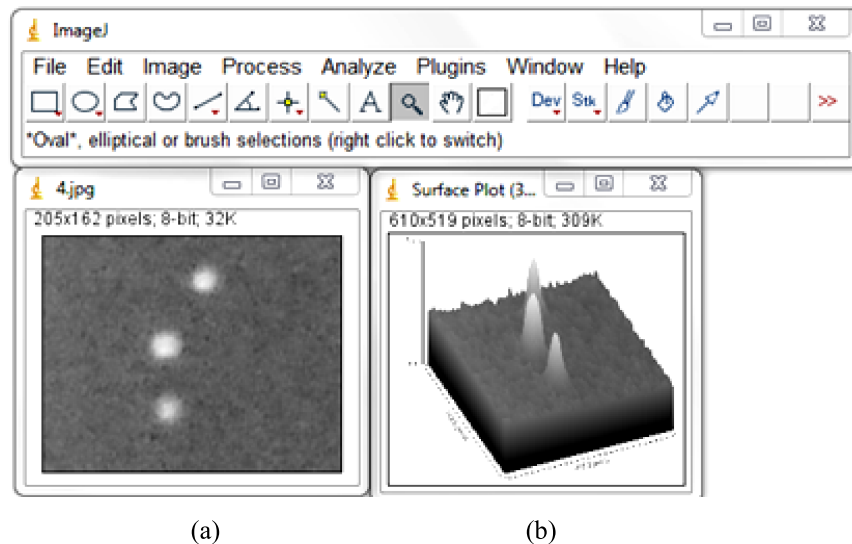 ImageJ
File Edit Image Process Analyze Plugins Window Help
A Dev Stk >>
*Oval*, elliptical or brush selections (right click to switch)
4.jpg
205x162 pixels; 8-bit; 32K
Surface Plot (3...
610x519 pixels; 8-bit; 309K
(a)
(b)